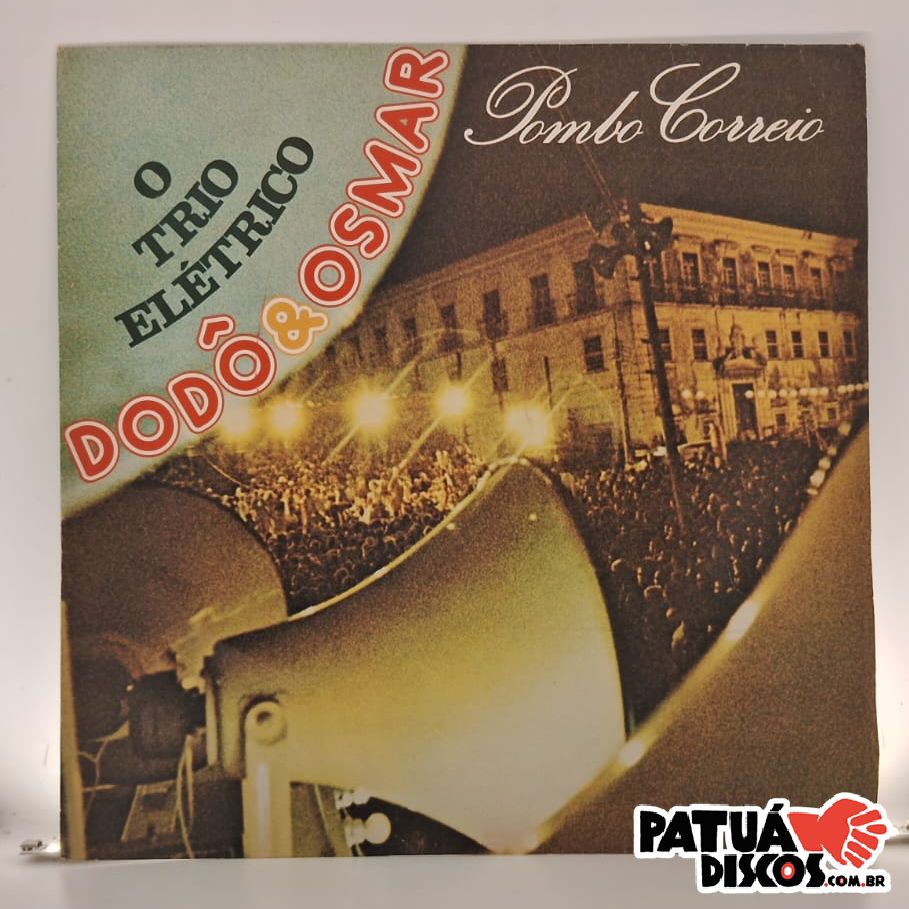 O
TRIO
ELÉTRICO
DODÔ & OSMAR
Pombo Correio
PATUÁ
DISCOS.COM.BR